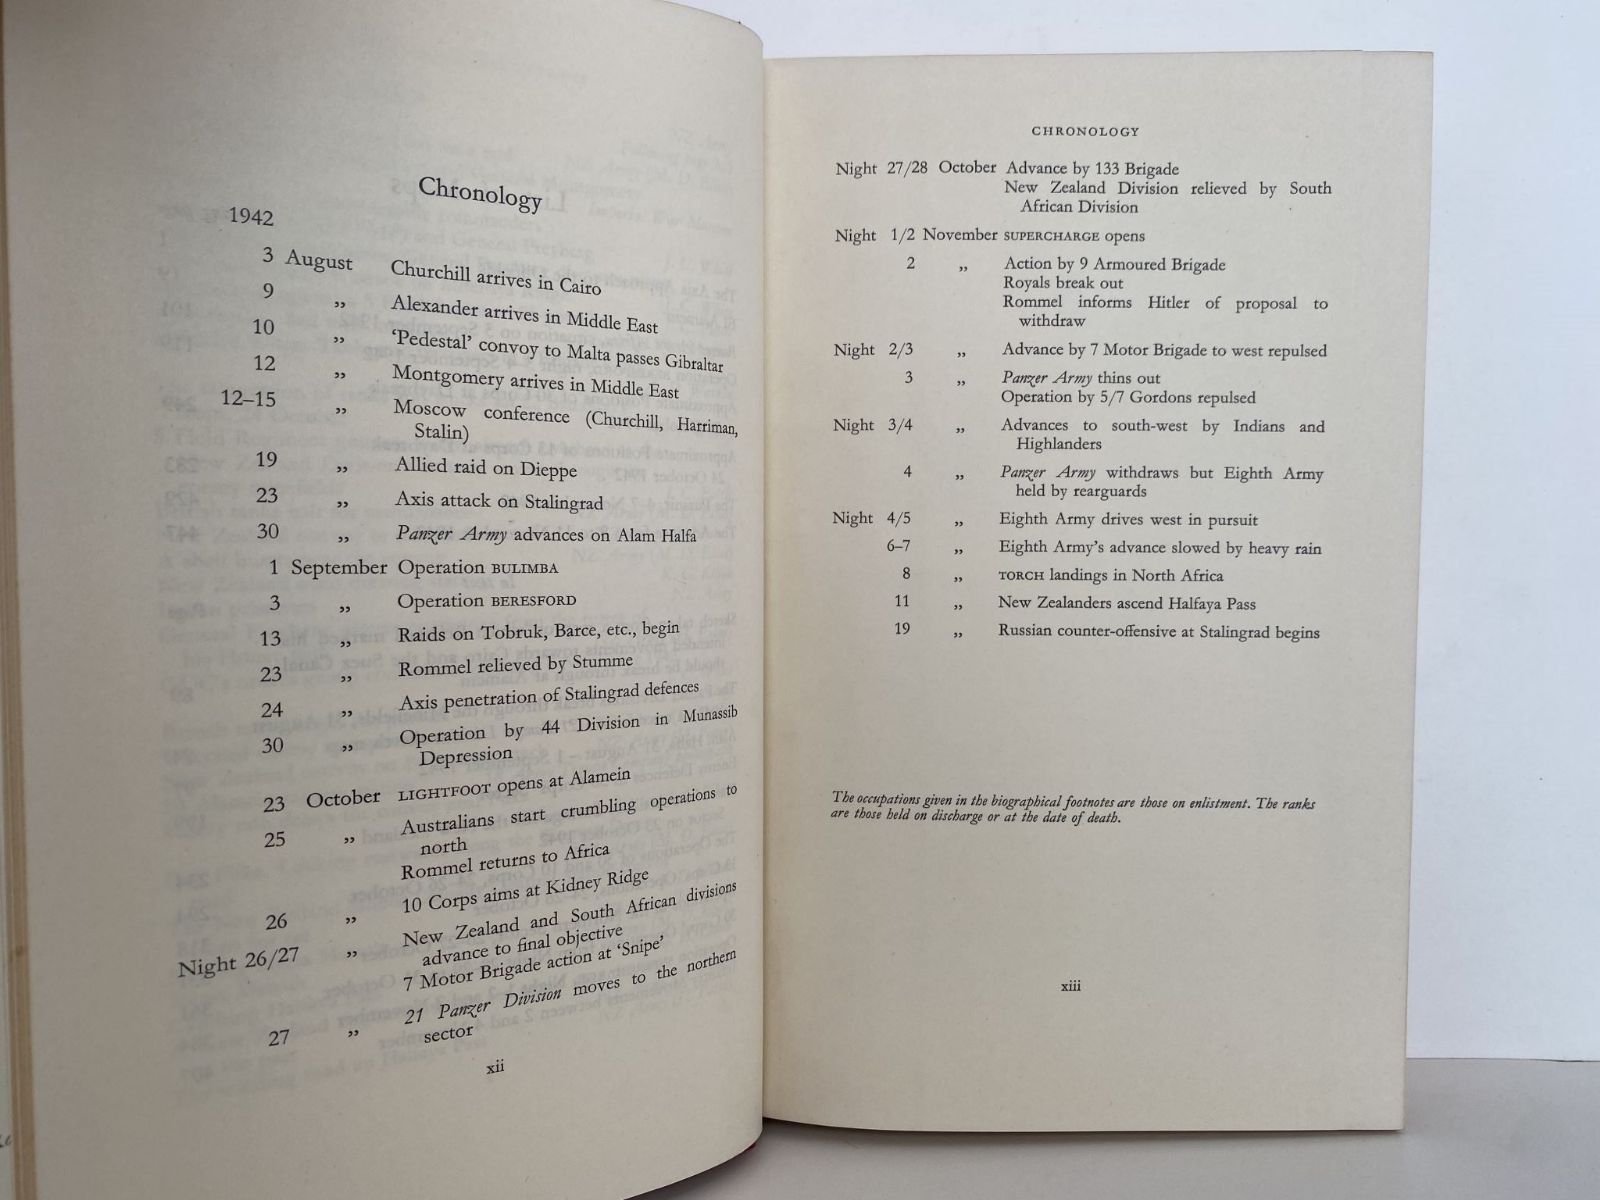 Chronology
1942
3 August Churchill arrives in Cairo
9 „ Alexander arrives in Middle East
10 „ ‘Pedestal’ convoy to Malta passes Gibraltar
12 „ Montgomery arrives in Middle East
12–15 „ Moscow conference (Churchill, Harriman,
Stalin)
19 „ Allied raid on Dieppe
23 „ Axis attack on Stalingrad
30 „ Panzer Army advances on Alam Halfa
1 September Operation BULIMBA
3 „ Operation BERESFORD
13 „ Raids on Tobruk, Barce, etc., begin
23 „ Rommel relieved by Stumme
24 „ Axis penetration of Stalingrad defences
30 „ Operation by 44 Division in Munassib
Depression
23 October LIGHTFOOT opens at Alamein
25 „ Australians start crumbling operations to
north
Rommel returns to Africa
26 „ 10 Corps aims at Kidney Ridge
Night 26/27 „ New Zealand and South African divisions
advance to final objective
7 Motor Brigade action at ‘Snipe’
27 „ 21 Panzer Division moves to the northern
sector
xii
CHRONOLOGY
Night 27/28 October Advance by 133 Brigade
New Zealand Division relieved by South
African Division
Night 1/2 November SUPERCHARGE opens
2 „ Action by 9 Armoured Brigade
Royals break out
Rommel informs Hitler of proposal to
withdraw
Night 2/3 „ Advance by 7 Motor Brigade to west repulsed
3 „ Panzer Army thins out
Operation by 5/7 Gordons repulsed
Night 3/4 „ Advances to south-west by Indians and
Highlanders
4 „ Panzer Army withdraws but Eighth Army
held by rearguards
Night 4/5 „ Eighth Army drives west in pursuit
6–7 „ Eighth Army’s advance slowed by heavy rain
8 „ TORCH landings in North Africa
11 „ New Zealanders ascend Halfaya Pass
19 „ Russian counter-offensive at Stalingrad begins
The occupations given in the biographical footnotes are those on enlistment. The ranks
are those held on discharge or at the date of death.
xiii